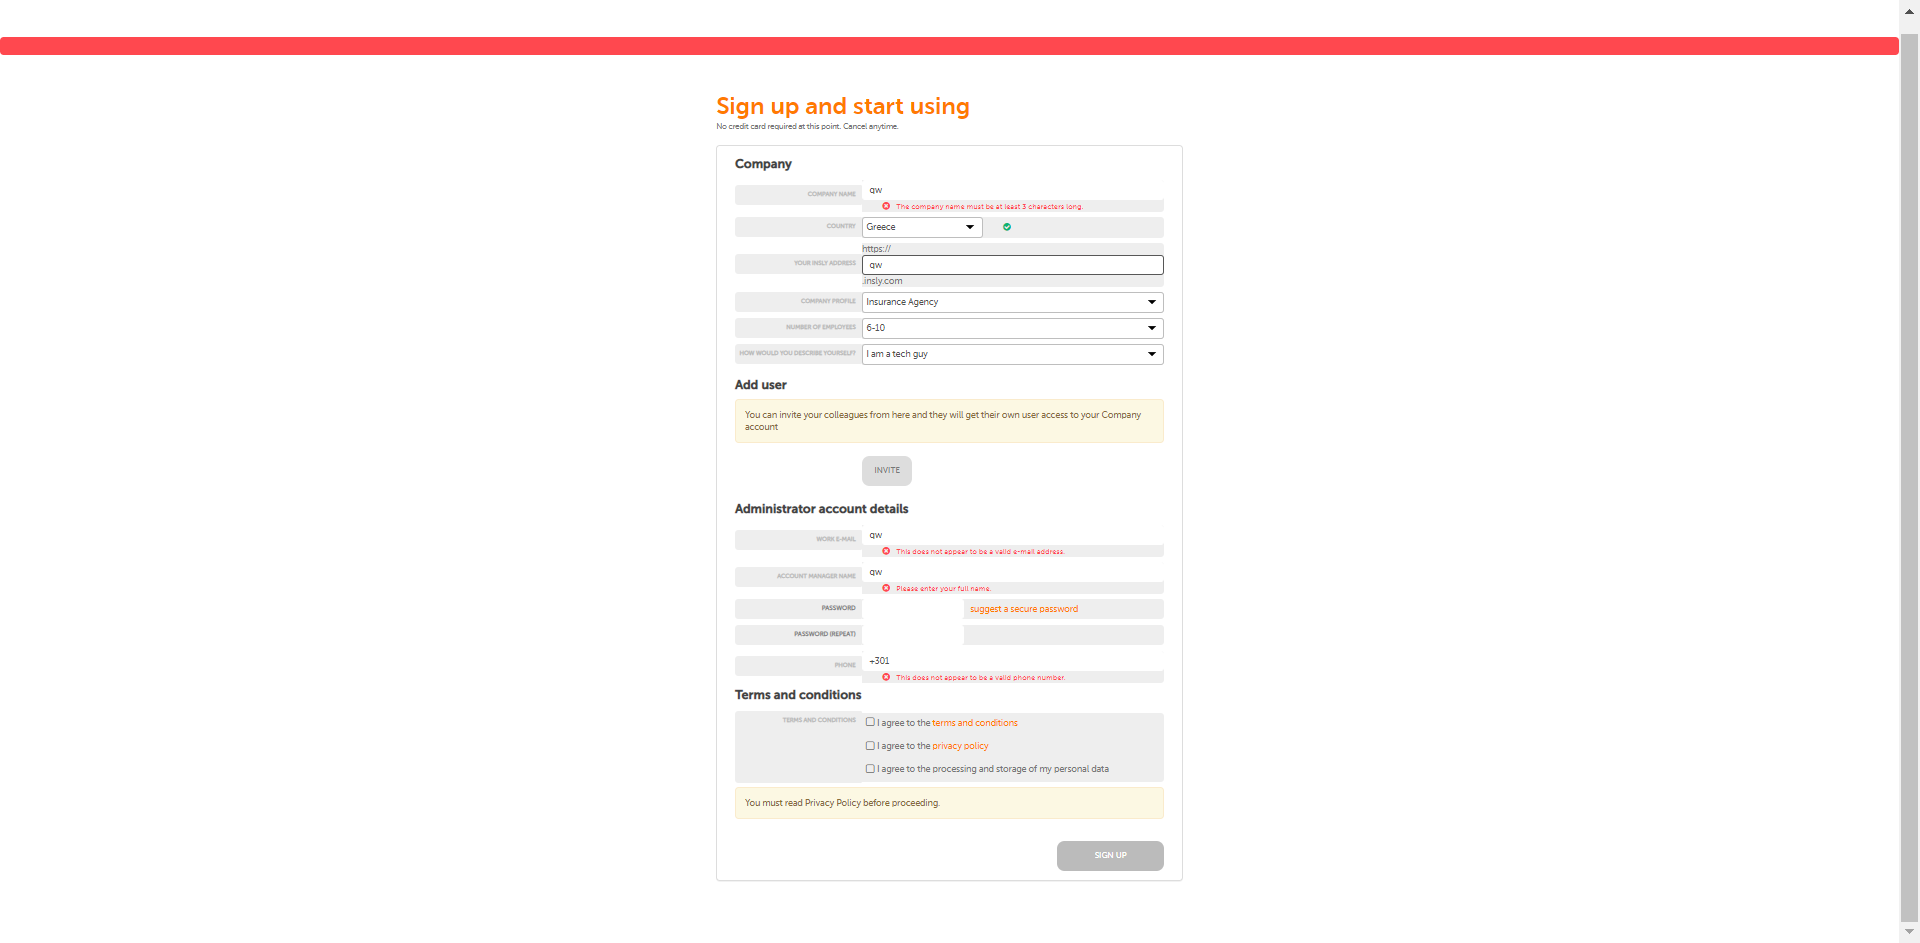 Sign up and start using
No credit card required at this point. Cancel anytime.
Company
COMPANY NAME
qw
The company name must be at least 3 characters long.
COUNTRY
Greece
https://
YOUR INSLY ADDRESS
qw
.insly.com
COMPANY PROFILE
Insurance Agency
NUMBER OF EMPLOYEES
6-10
HOW WOULD YOU DESCRIBE YOURSELF?
I am a tech guy
Add user
You can invite your colleagues from here and they will get their own user access to your Company
account
INVITE
Administrator account details
WORK E-MAIL
qw
This does not appear to be a valid e-mail address.
ACCOUNT MANAGER NAME
qw
Please enter your full name.
PASSWORD
suggest a secure password
PASSWORD (REPEAT)
PHONE
+301
This does not appear to be a valid phone number.
Terms and conditions
TERMS AND CONDITIONS
I agree to the terms and conditions
I agree to the privacy policy
I agree to the processing and storage of my personal data
You must read Privacy Policy before proceeding.
SIGN UP